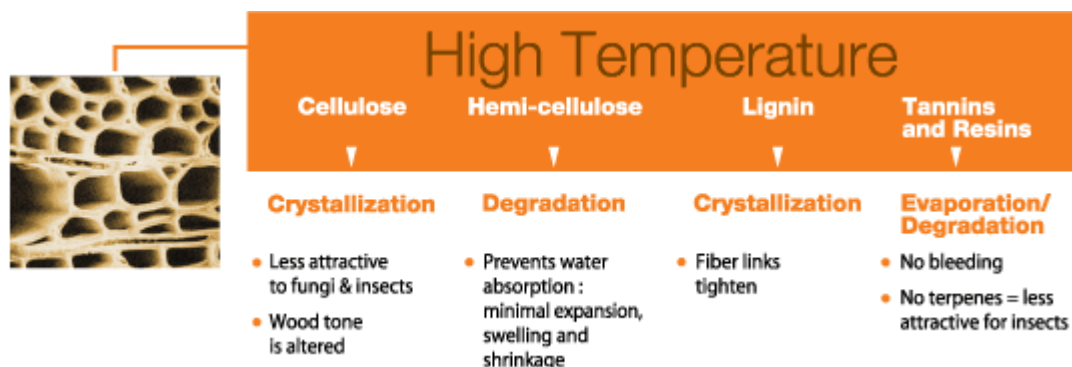 High Temperature
Cellulose
Hemi-cellulose
Lignin
Tannins
and Resins
Crystallization
Degradation
Crystallization
Evaporation/
Degradation
• Less attractive
to fungi & insects
• Wood tone
is altered
• Prevents water
absorption :
minimal expansion,
swelling and
shrinkage
• Fiber links
tighten
• No bleeding
• No terpenes = less
attractive for insects